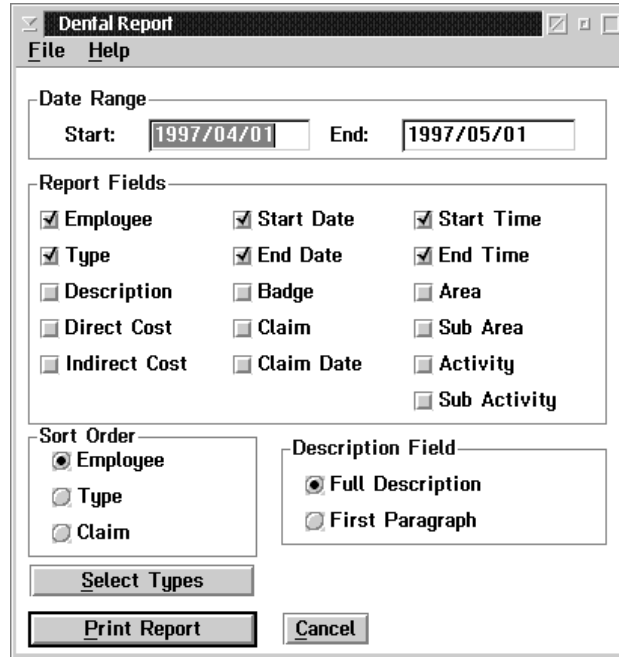 Dental Report
File Help
Date Range
Start: 1997/04/01 End: 1997/05/01
Report Fields
Employee Start Date Start Time
Type End Date End Time
Description Badge Area
Direct Cost Claim Sub Area
Indirect Cost Claim Date Activity
Sub Activity
Sort Order
Employee
Type
Claim
Description Field
Full Description
First Paragraph
Select Types
Print Report Cancel